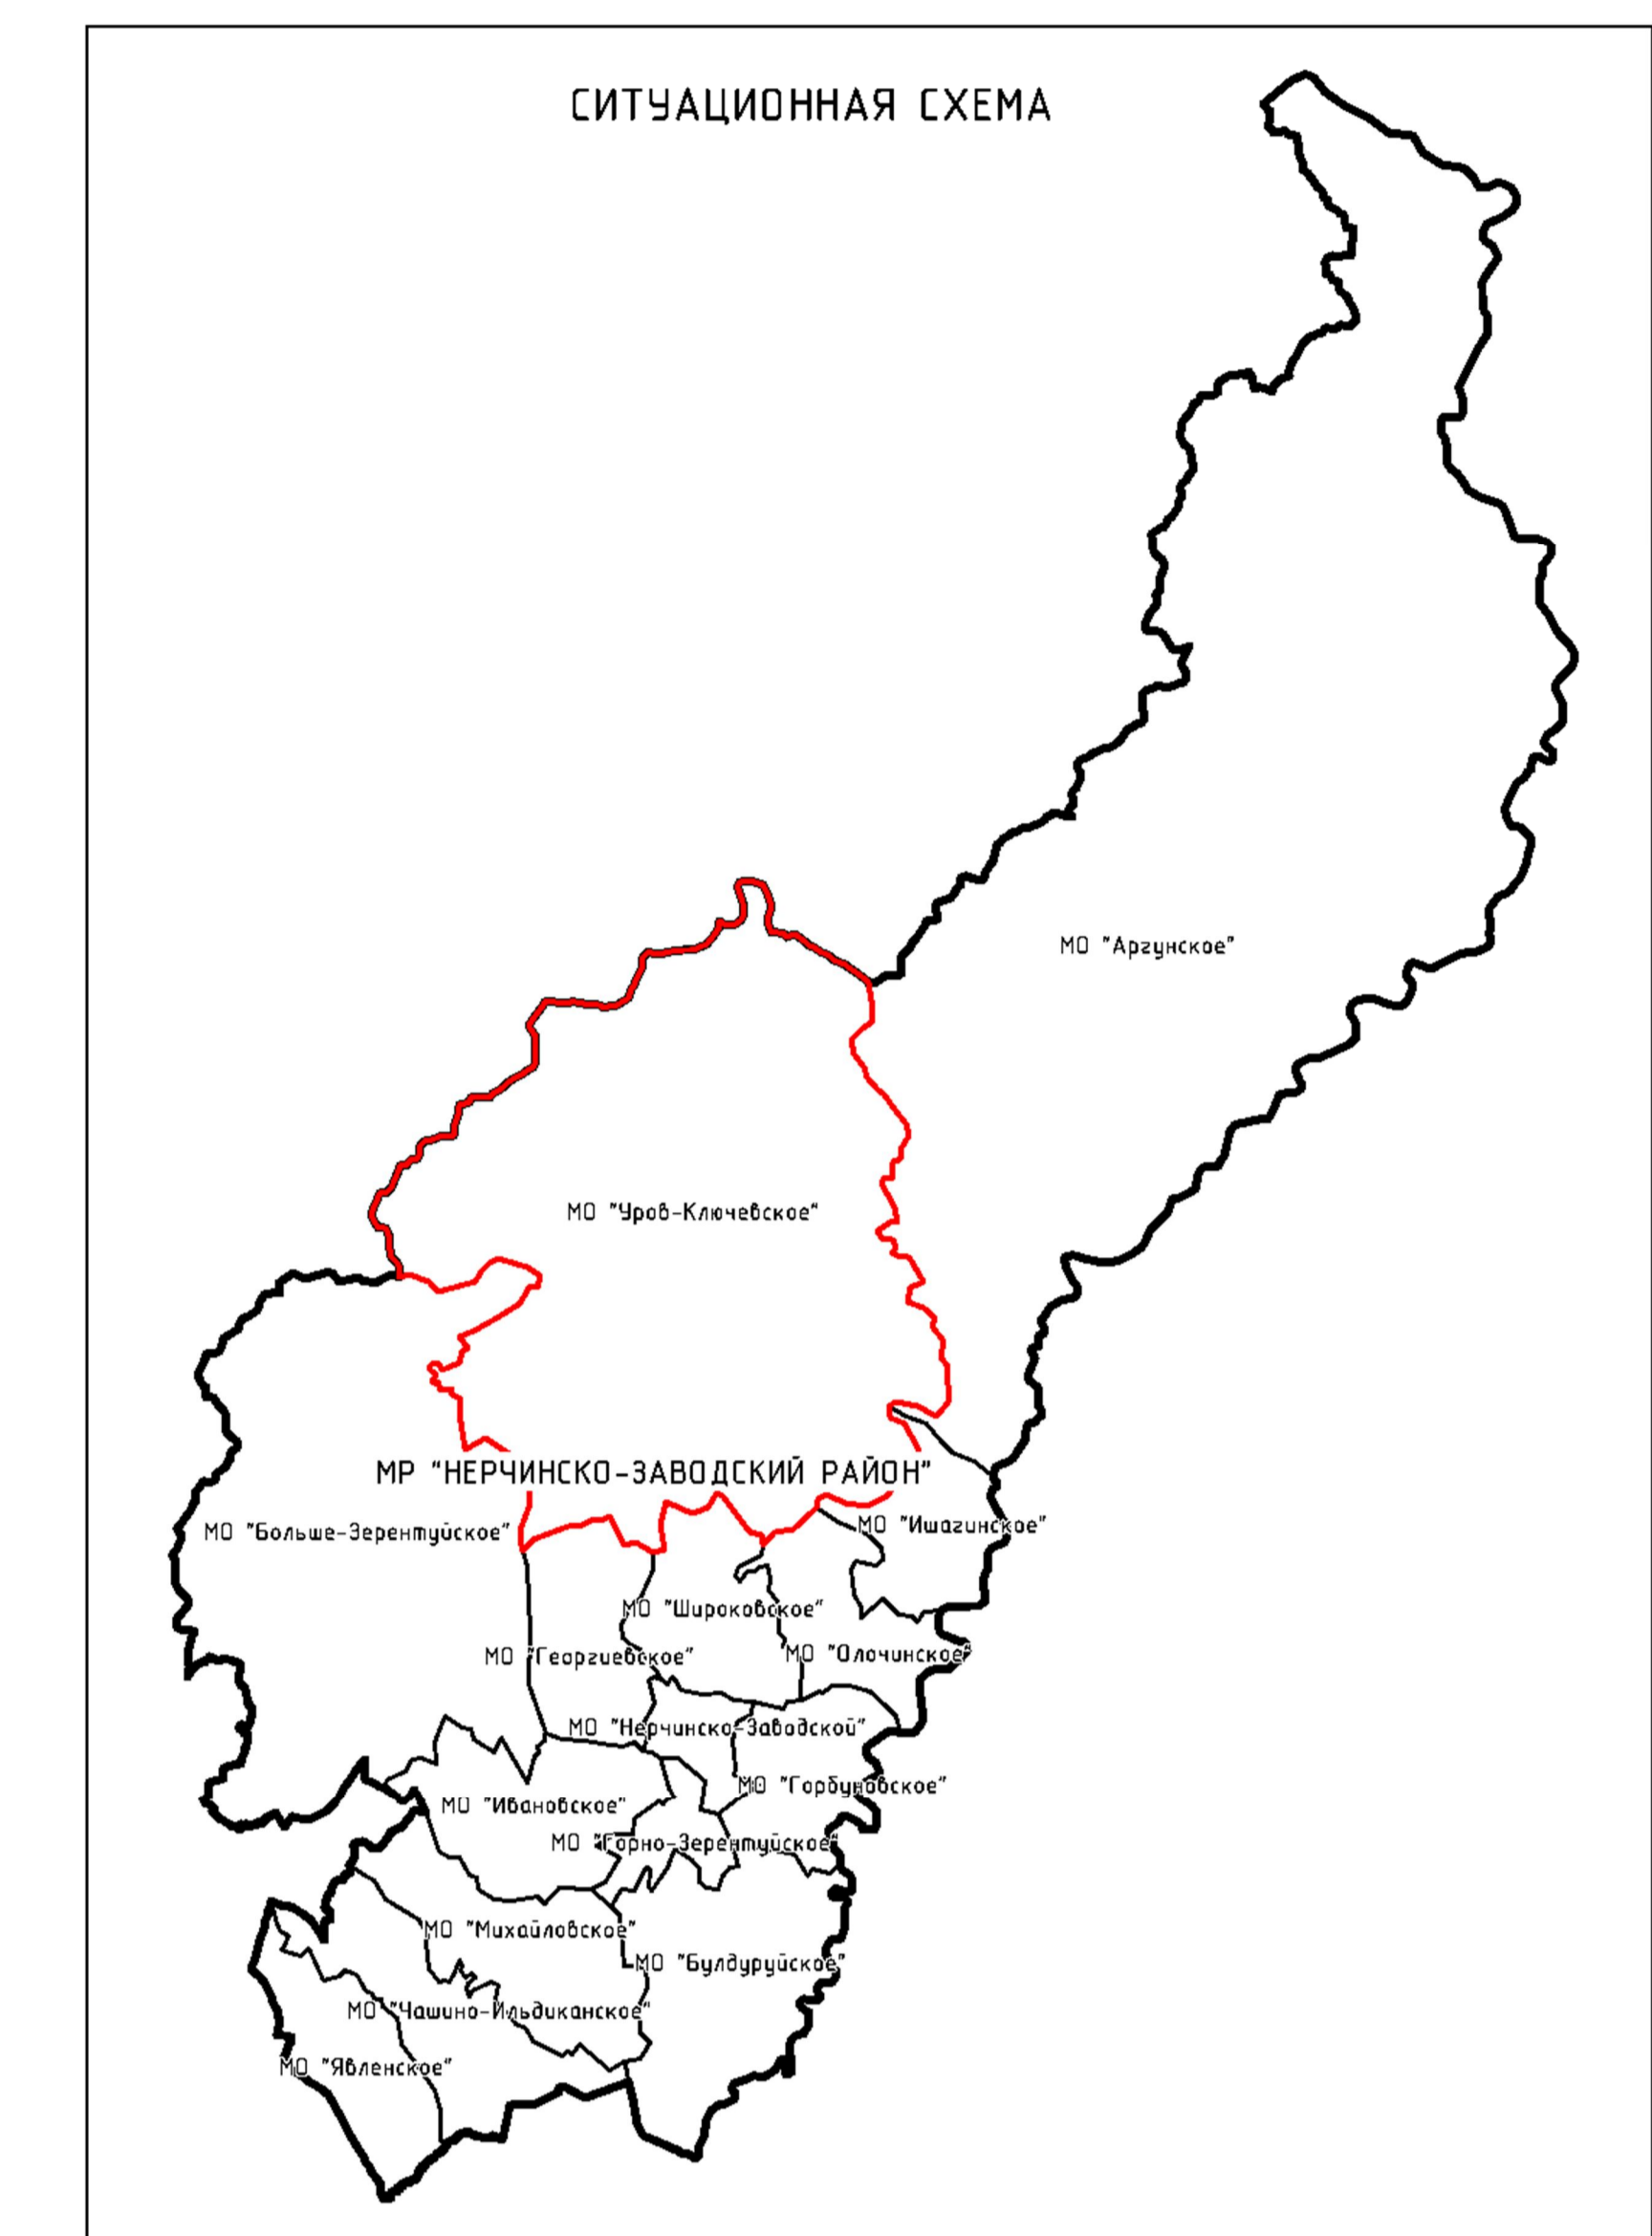 СИТУАЦИОННАЯ СХЕМА
МО "Аргунское"
МО "Уров-Ключевское"
МР "НЕРЧИНСКО-ЗАВОДСКИЙ РАЙОН"
МО "Больше-Зерентуйское"
МО "Ишагинское"
МО "Широковское"
МО "Георгиевское"
МО "Олочинское"
МО "Нерчинско-Заводской"
МО "Горбуновское"
МО "Ивановское"
МО "Горно-Зерентуйское"
МО "Михайловское"
МО "Булдуруйское"
МО "Чашино-Ильдиканское"
МО "Явленское"